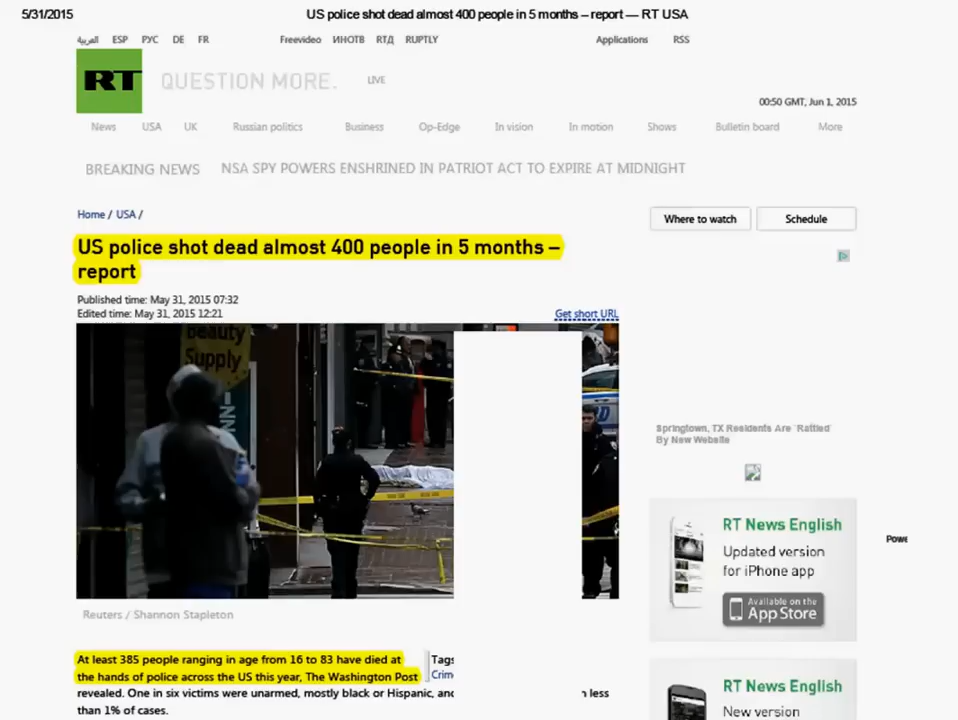 5/31/2015 US police shot dead almost 400 people in 5 months – report — RT USA
العربية ESP РУС DE FR Freevideo ИНОТВ RTД RUPTLY Applications RSS
RT QUESTION MORE. LIVE
00:50 GMT, Jun 1, 2015
News USA UK Russian politics Business Op-Edge In vision In motion Shows Bulletin board More
BREAKING NEWS NSA SPY POWERS ENSHRINED IN PATRIOT ACT TO EXPIRE AT MIDNIGHT
Home / USA /
Where to watch Schedule
US police shot dead almost 400 people in 5 months –
report
Published time: May 31, 2015 07:32
Edited time: May 31, 2015 12:21
Get short URL
Beauty
Supply
Reuters / Shannon Stapleton
At least 385 people ranging in age from 16 to 83 have died at
the hands of police across the US this year, The Washington Post
revealed. One in six victims were unarmed, mostly black or Hispanic, and
than 1% of cases.
Tags
Crim
n less
Springtown, TX Residents Are 'Rattled'
By New Website
RT News English
Updated version
for iPhone app
Available on the
App Store
Powe
RT News English
New version